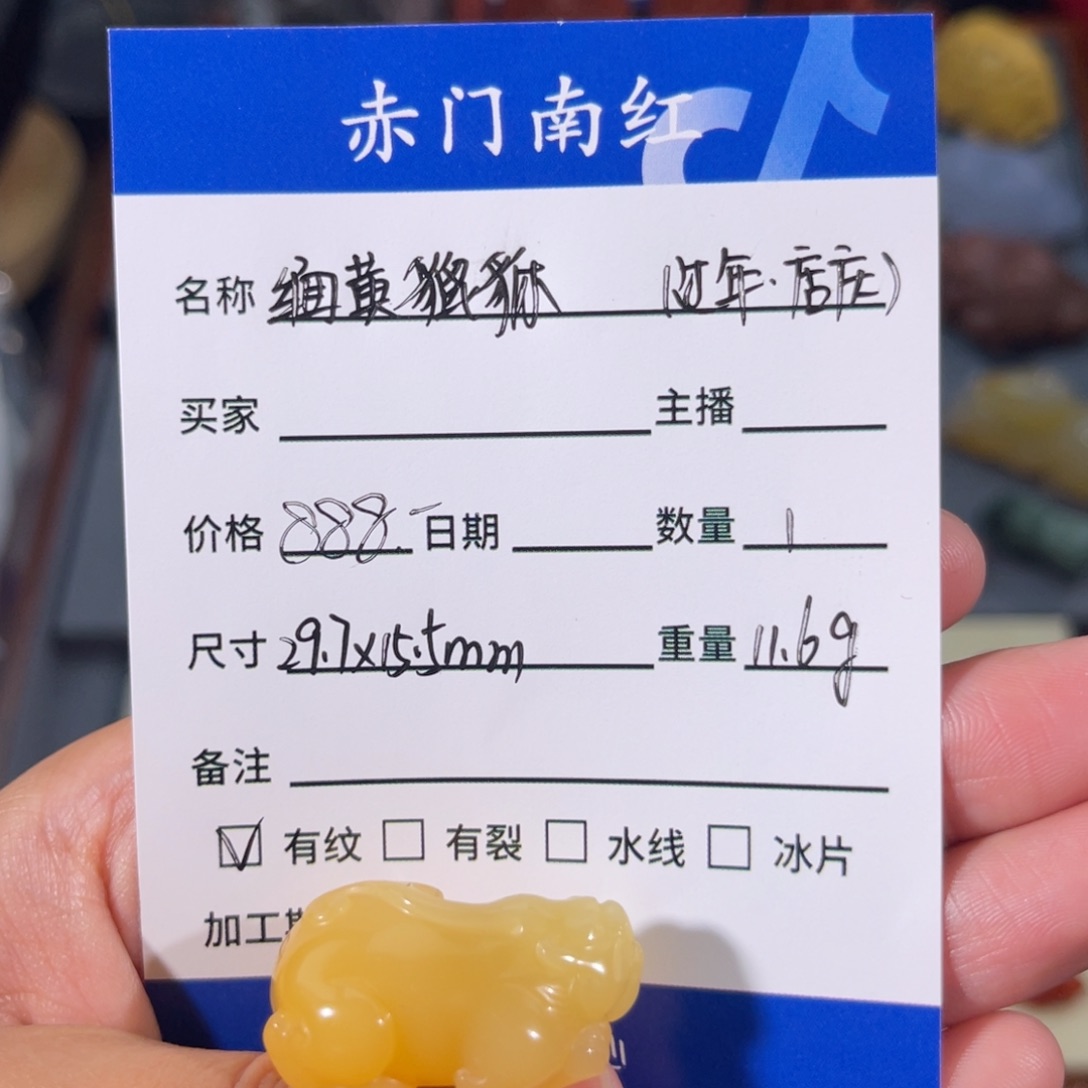 赤门南红
名称 缅黄貔貅 (过年·店庆)
买家 主播
价格 888.- 日期 数量 1
尺寸 29.7x15.5mm 重量 11.6g
备注
☑ 有纹 □ 有裂 □ 水线 □ 冰片
加工